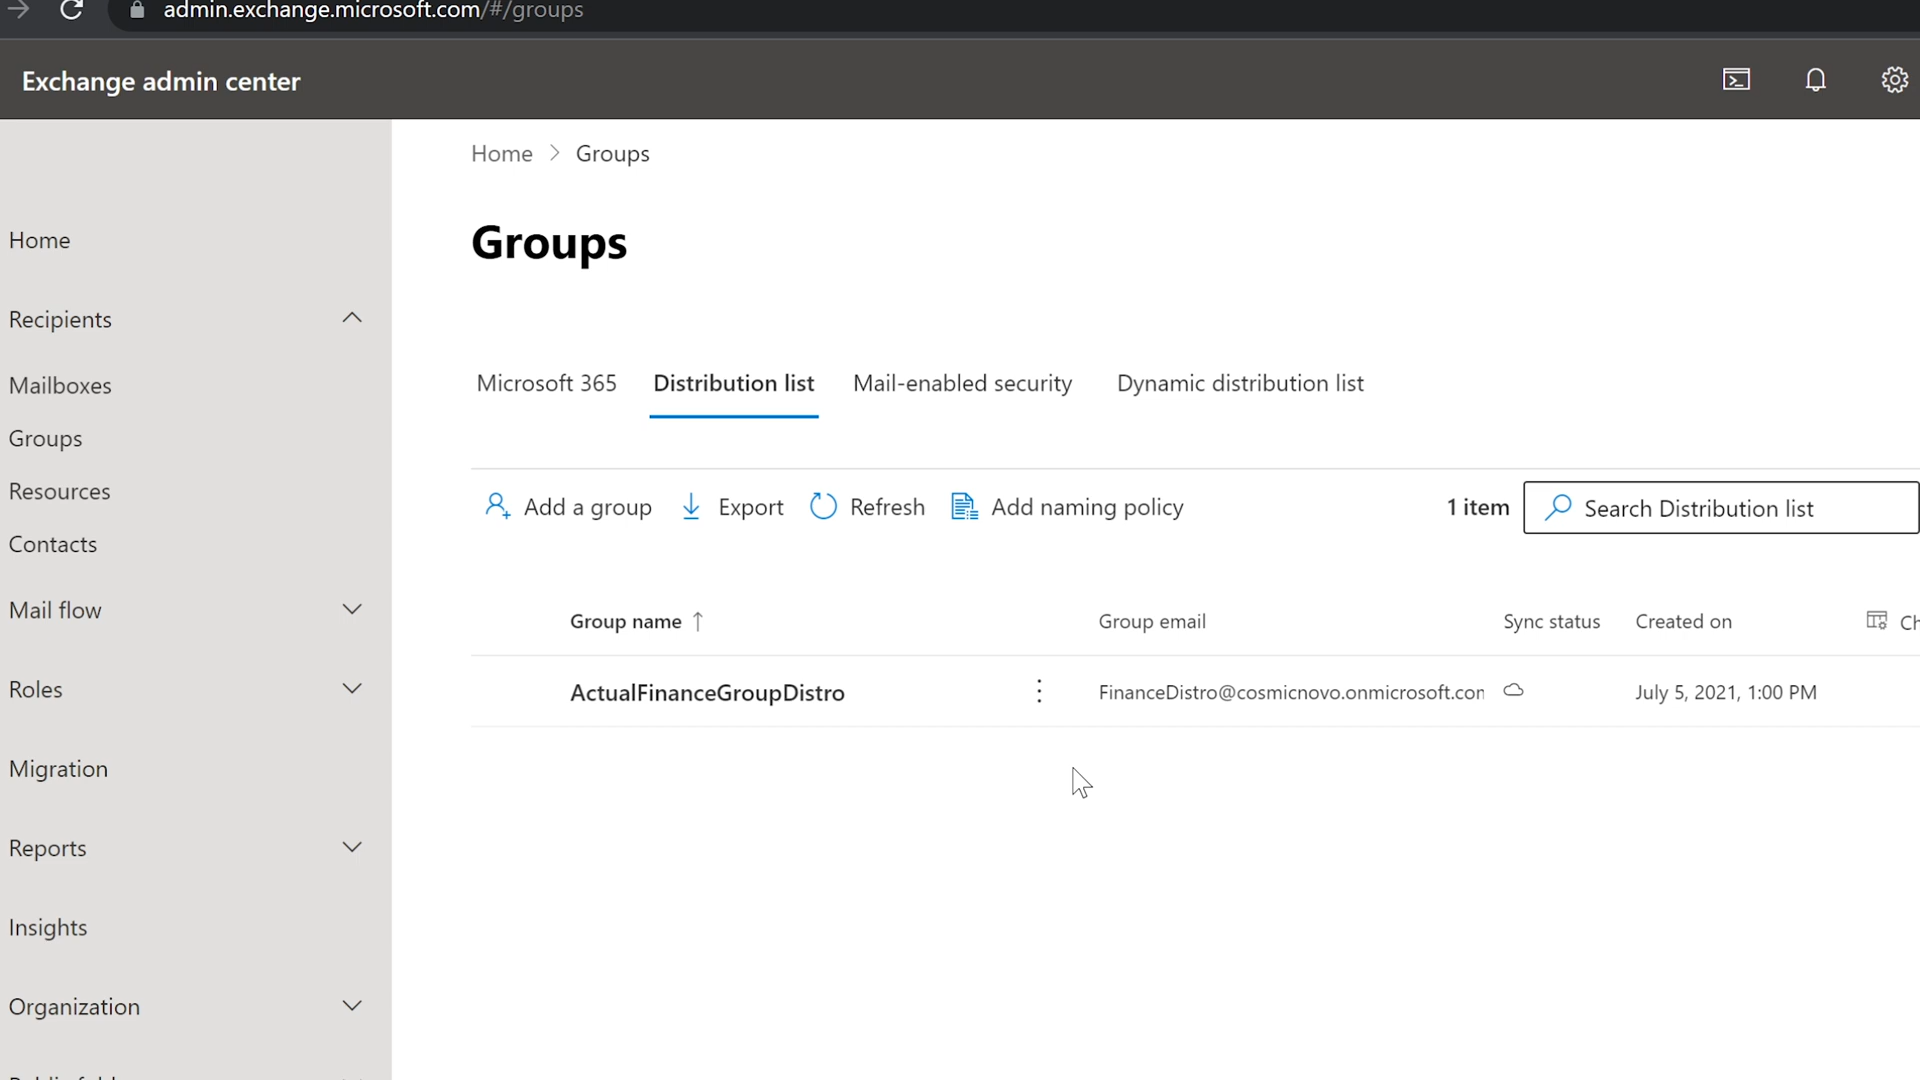 admin.exchange.microsoft.com/#/groups
Exchange admin center
Home > Groups
Home
Groups
Recipients
Mailboxes
Groups
Resources
Contacts
Mail flow
Roles
Migration
Reports
Insights
Organization
Microsoft 365 Distribution list Mail-enabled security Dynamic distribution list
Add a group Export Refresh Add naming policy 1 item Search Distribution list
Group name ↑ Group email Sync status Created on Ch
ActualFinanceGroupDistro FinanceDistro@cosmicnovo.onmicrosoft.con July 5, 2021, 1:00 PM